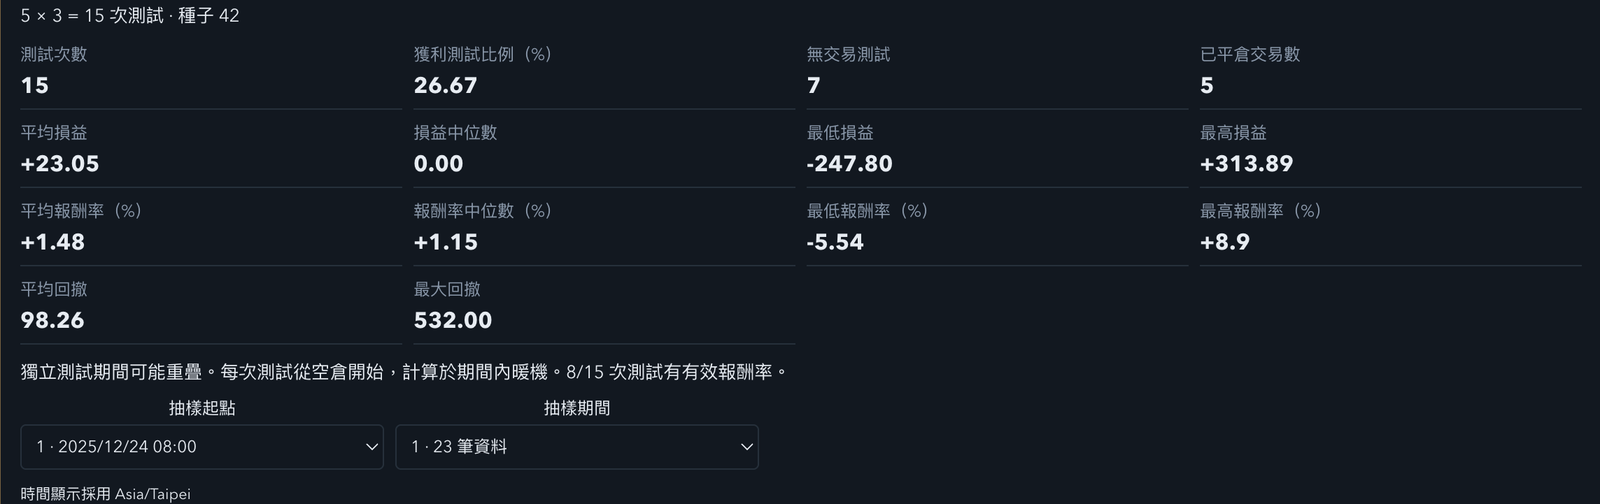 5 × 3 = 15 次測試 · 種子 42
測試次數
獲利測試比例（%）
無交易測試
已平倉交易數
15
26.67
7
5
平均損益
損益中位數
最低損益
最高損益
+23.05
0.00
-247.80
+313.89
平均報酬率（%）
報酬率中位數（%）
最低報酬率（%）
最高報酬率（%）
+1.48
+1.15
-5.54
+8.9
平均回撤
最大回撤
98.26
532.00
獨立測試期間可能重疊。每次測試從空倉開始，計算於期間內暖機。8/15 次測試有有效報酬率。
抽樣起點
抽樣期間
1 · 2025/12/24 08:00
1 · 23 筆資料
時間顯示採用 Asia/Taipei